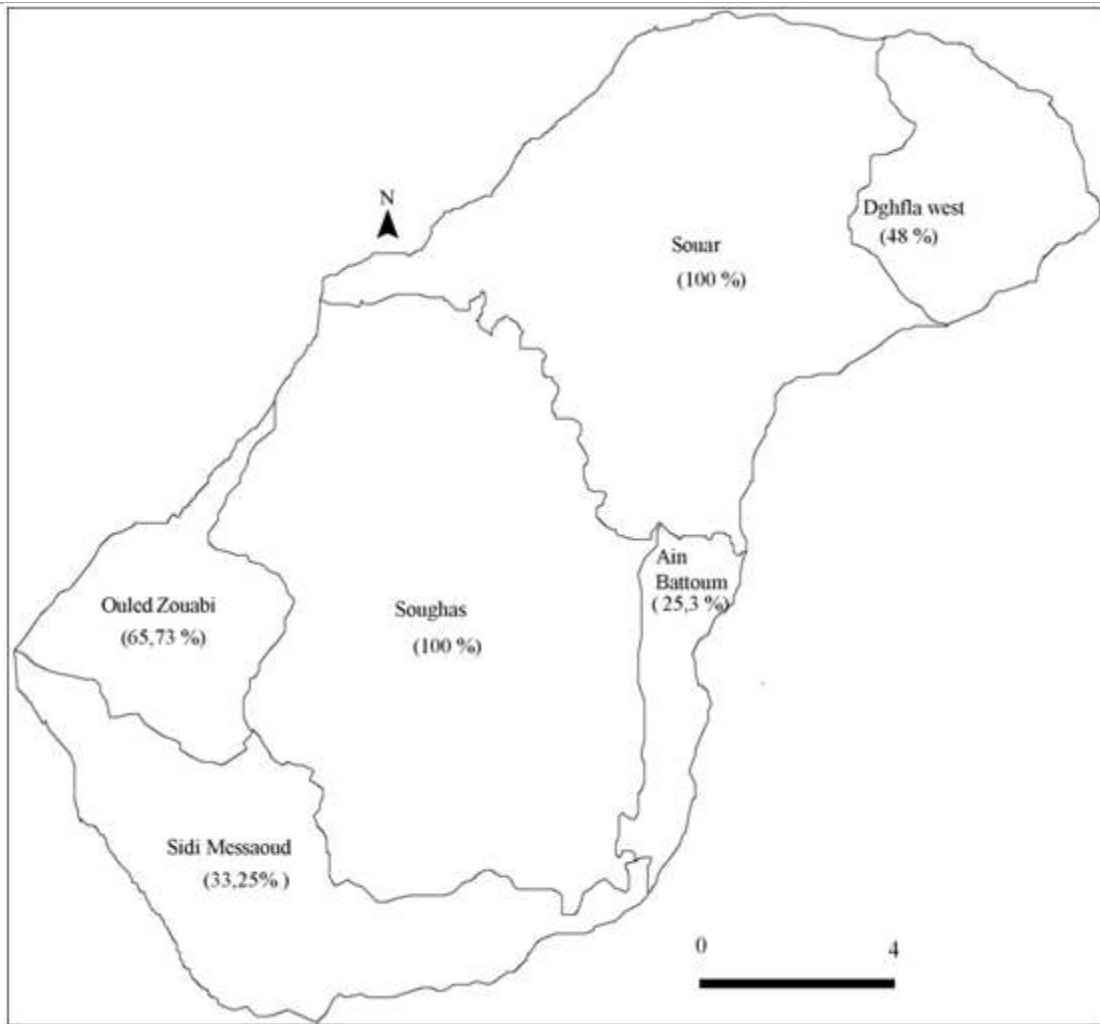 N
Dghfla west
(48 %)
Souar
(100 %)
Ain
Battoum
( 25,3 %)
Ouled Zouabi
(65,73 %)
Soughas
(100 %)
Sidi Messaoud
(33,25% )
0 4